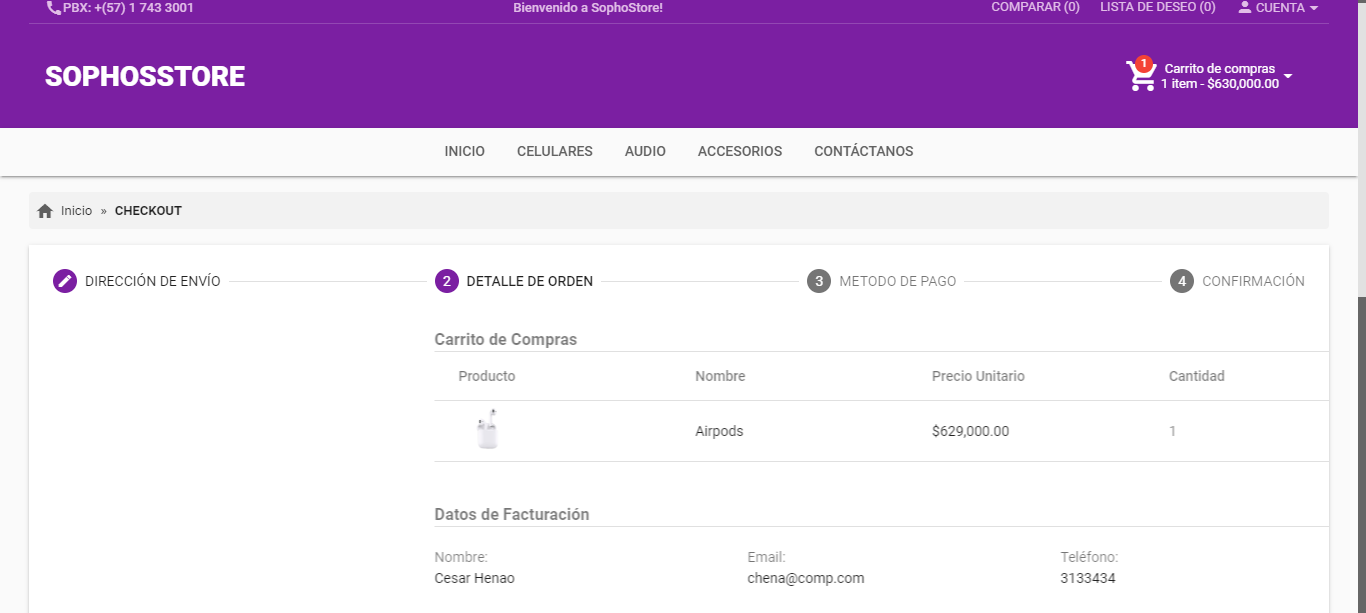 PBX: +(57) 1 743 3001
Bienvenido a SophoStore!
COMPARAR (0)
LISTA DE DESEO (0)
CUENTA
SOPHOSSTORE
1
Carrito de compras
1 item - $630,000.00
INICIO
CELULARES
AUDIO
ACCESORIOS
CONTÁCTANOS
Inicio » CHECKOUT
DIRECCIÓN DE ENVÍO
2 DETALLE DE ORDEN
3 METODO DE PAGO
4 CONFIRMACIÓN
Carrito de Compras
Producto Nombre Precio Unitario Cantidad
Airpods $629,000.00 1
Datos de Facturación
Nombre: Email: Teléfono:
Cesar Henao chena@comp.com 3133434